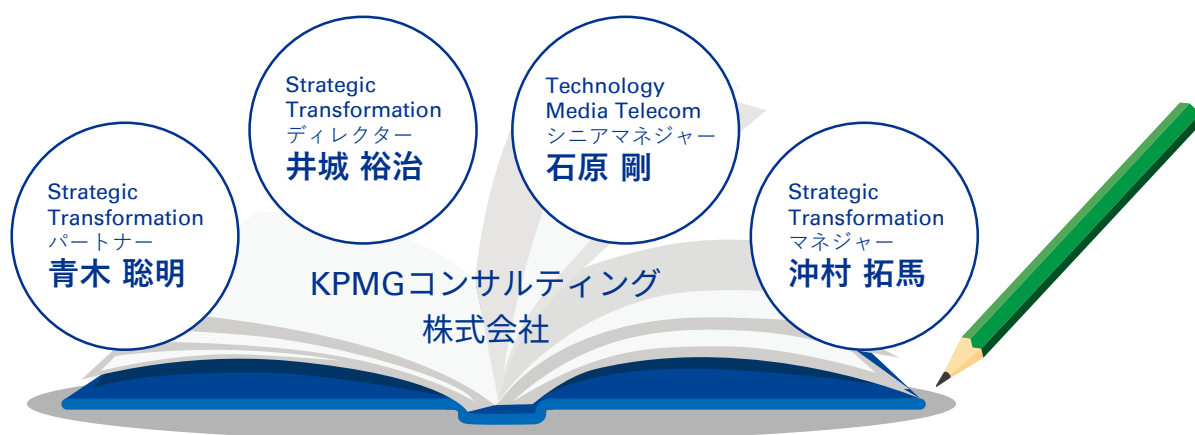 Strategic
Transformation
パートナー
青木 聡明
Strategic
Transformation
ディレクター
井城 裕治
Technology
Media Telecom
シニアマネジャー
石原 剛
Strategic
Transformation
マネジャー
沖村 拓馬
KPMGコンサルティング
株式会社